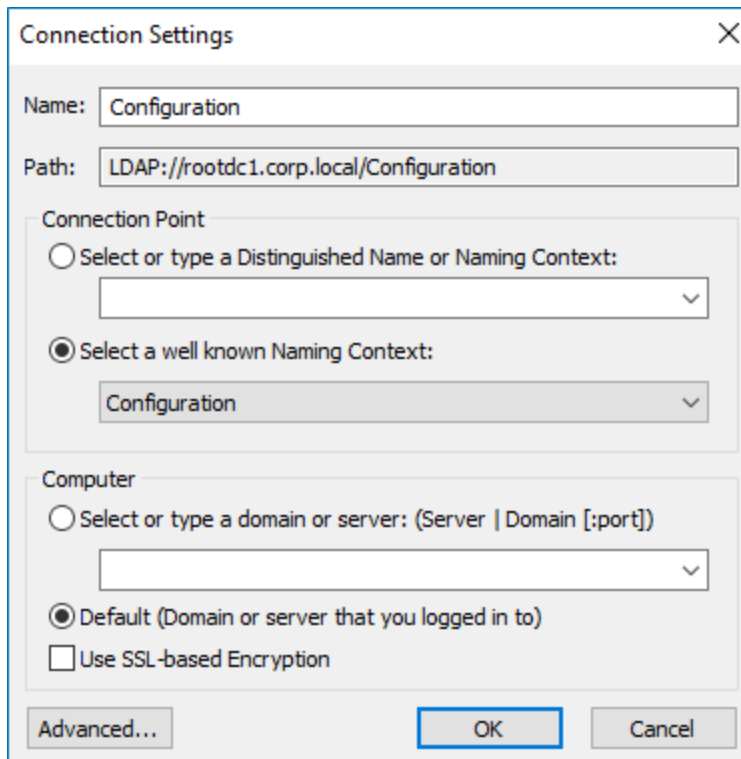 Connection Settings
Name: Configuration
Path: LDAP://rootdc1.corp.local/Configuration
Connection Point
Select or type a Distinguished Name or Naming Context:
Select a well known Naming Context:
Configuration
Computer
Select or type a domain or server: (Server | Domain [:port])
Default (Domain or server that you logged in to)
Use SSL-based Encryption
Advanced... OK Cancel